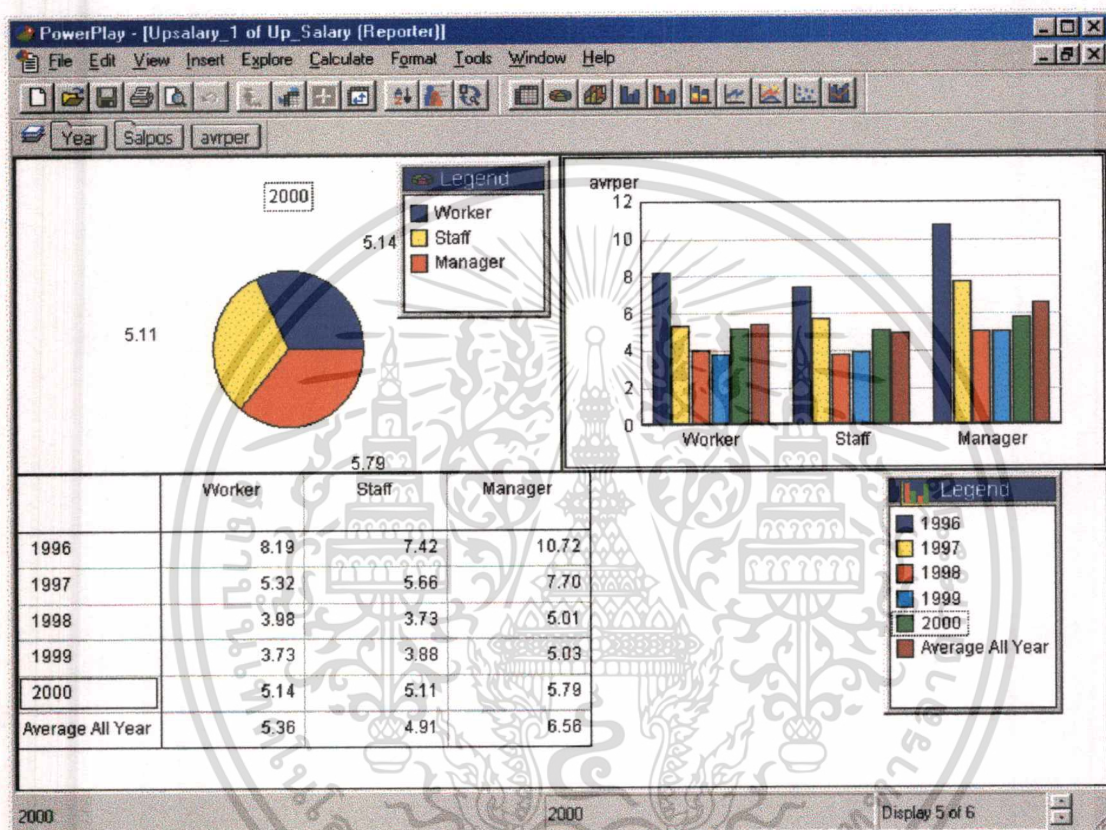 PowerPlay - [Upsalary_1 of Up_Salary (Reporter)]
File Edit View Insert Explore Calculate Format Tools Window Help
Year Salpos avrper
2000
Legend
Worker
Staff
Manager
5.14
5.11
5.79
avrper
12
10
8
6
4
2
0
Worker Staff Manager
Worker Staff Manager
1996 8.19 7.42 10.72
1997 5.32 5.66 7.70
1998 3.98 3.73 5.01
1999 3.73 3.88 5.03
2000 5.14 5.11 5.79
Average All Year 5.36 4.91 6.56
Legend
1996
1997
1998
1999
2000
Average All Year
2000 2000 Display 5 of 6